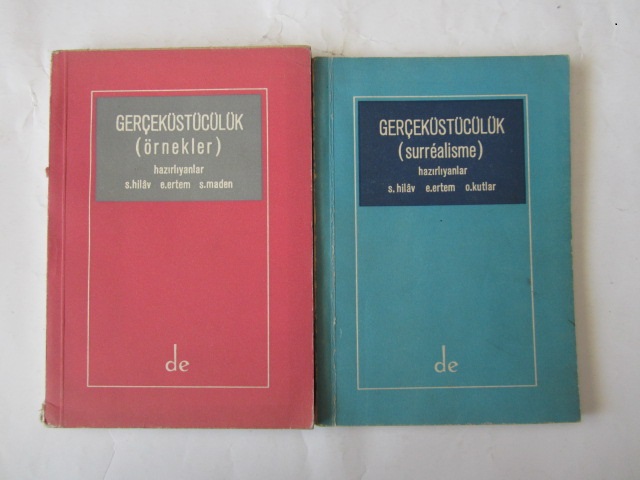 GERÇEKÜSTÜCÜLÜK
(örnekler)
hazırlıyanlar
s.hilâv e.ertem s.maden
de
GERÇEKÜSTÜCÜLÜK
(surréalisme)
hazırlıyanlar
s.hilâv e.ertem o.kutlar
de